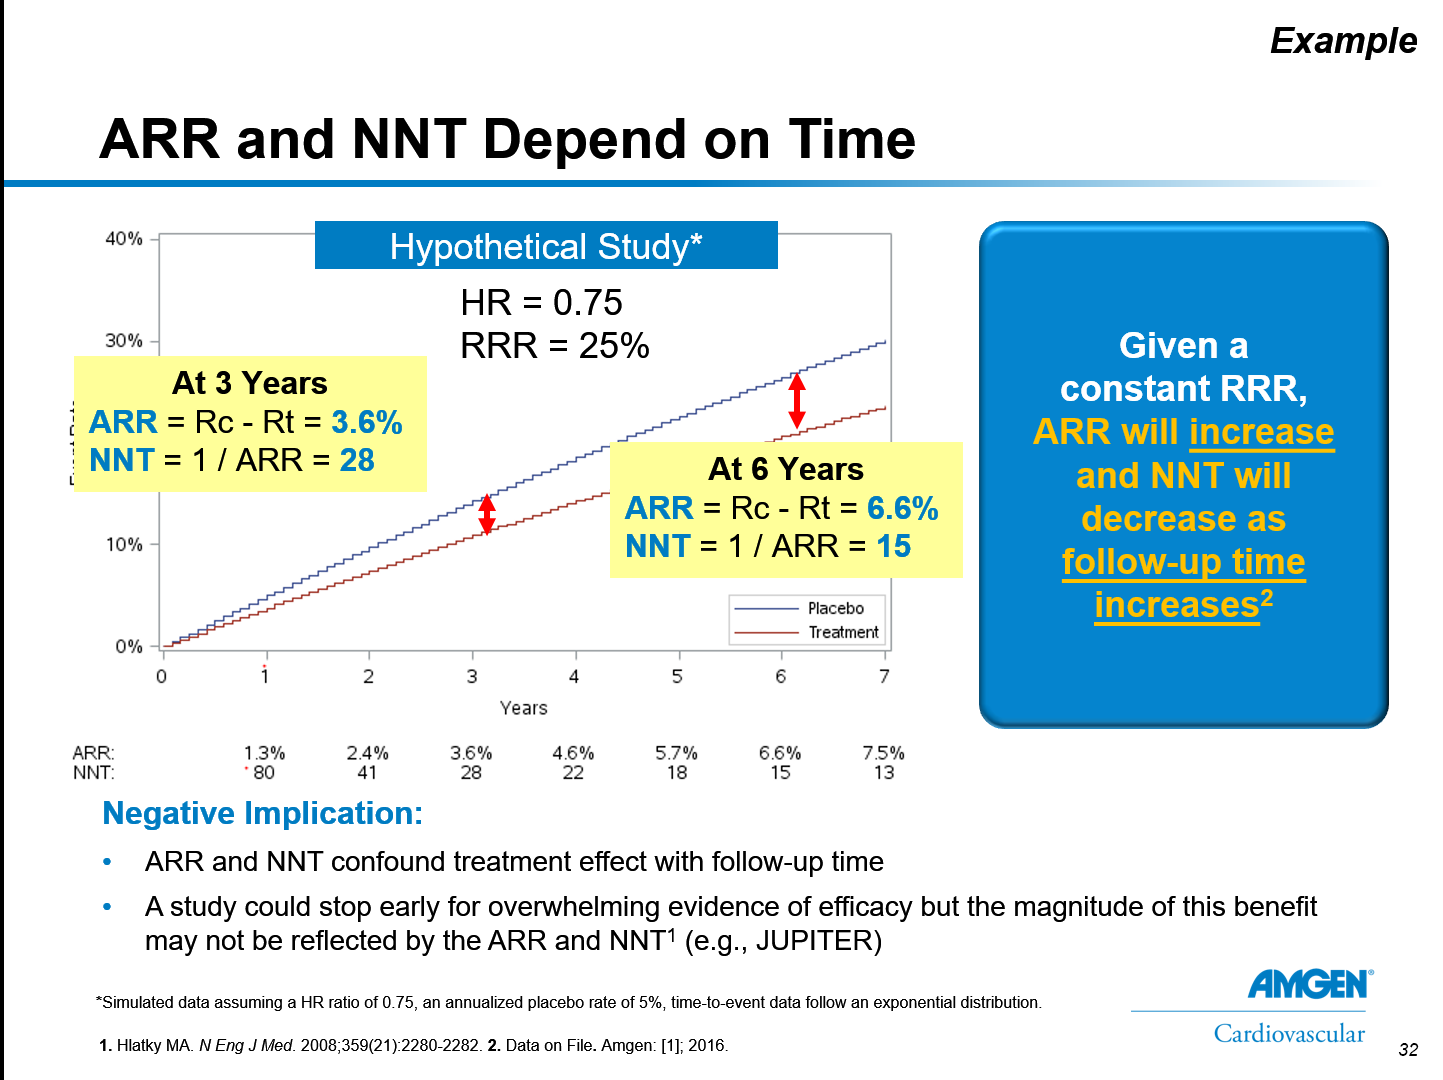 Example
ARR and NNT Depend on Time
Hypothetical Study*
HR = 0.75
RRR = 25%
40%
30%
10%
0%
At 3 Years
ARR = Rc - Rt = 3.6%
NNT = 1 / ARR = 28
At 6 Years
ARR = Rc - Rt = 6.6%
NNT = 1 / ARR = 15
Placebo
Treatment
0 1 2 3 4 5 6 7
Years
ARR: 1.3% 2.4% 3.6% 4.6% 5.7% 6.6% 7.5%
NNT: * 80 41 28 22 18 15 13
Given a
constant RRR,
ARR will increase
and NNT will
decrease as
follow-up time
increases2
Negative Implication:
• ARR and NNT confound treatment effect with follow-up time
• A study could stop early for overwhelming evidence of efficacy but the magnitude of this benefit
may not be reflected by the ARR and NNT1 (e.g., JUPITER)
*Simulated data assuming a HR ratio of 0.75, an annualized placebo rate of 5%, time-to-event data follow an exponential distribution.
1. Hlatky MA. N Eng J Med. 2008;359(21):2280-2282. 2. Data on File. Amgen: [1]; 2016.
AMGEN®
Cardiovascular
32